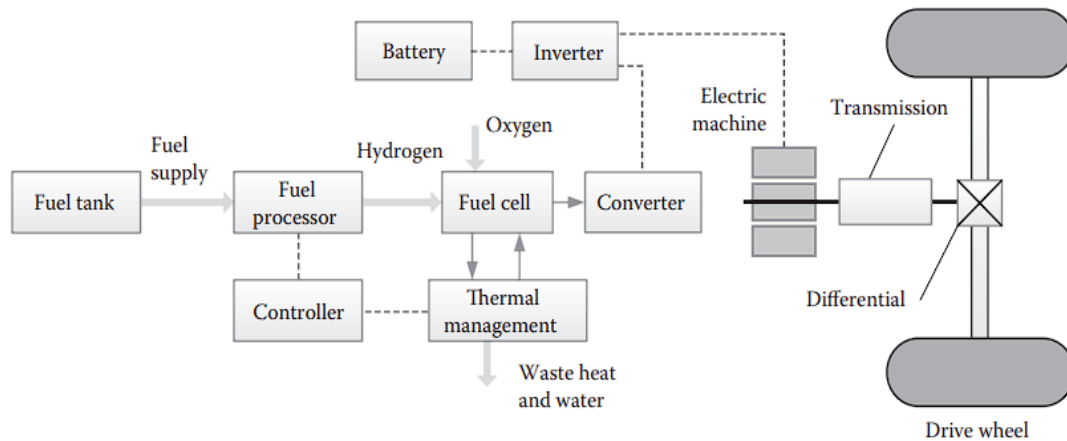 Battery
Inverter
Electric
machine
Transmission
Oxygen
Fuel
supply
Hydrogen
Fuel tank
Fuel
processor
Fuel cell
Converter
Controller
Thermal
management
Differential
Waste heat
and water
Drive wheel